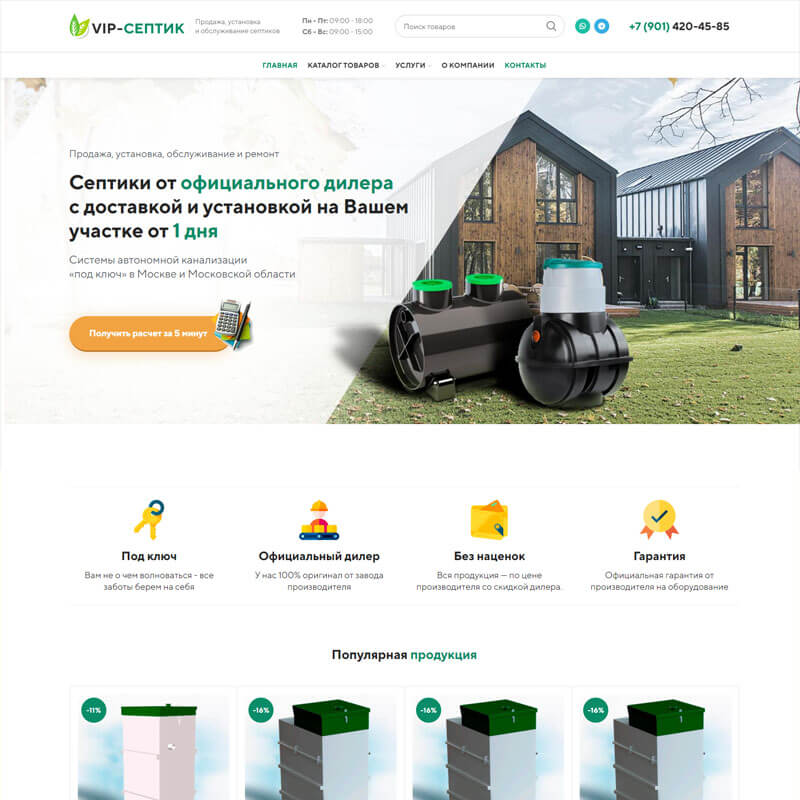 VIP-СЕПТИК
Продажа, установка
и обслуживание септиков
Пн - Пт: 09:00 - 18:00
Сб - Вс: 09:00 - 15:00
Поиск товаров
+7 (901) 420-45-85
ГЛАВНАЯ КАТАЛОГ ТОВАРОВ УСЛУГИ О КОМПАНИИ КОНТАКТЫ
Продажа, установка, обслуживание и ремонт
Септики от официального дилера
с доставкой и установкой на Вашем
участке от 1 дня
Системы автономной канализации
«под ключ» в Москве и Московской области
Получить расчет за 5 минут
Под ключ
Вам не о чем волноваться - все
заботы берем на себя
Официальный дилер
У нас 100% оригинал от завода
производителя
Без наценок
Вся продукция — по цене
производителя со скидкой дилера.
Гарантия
Официальная гарантия от
производителя на оборудование
Популярная продукция
-11%
-16%
-16%
-16%